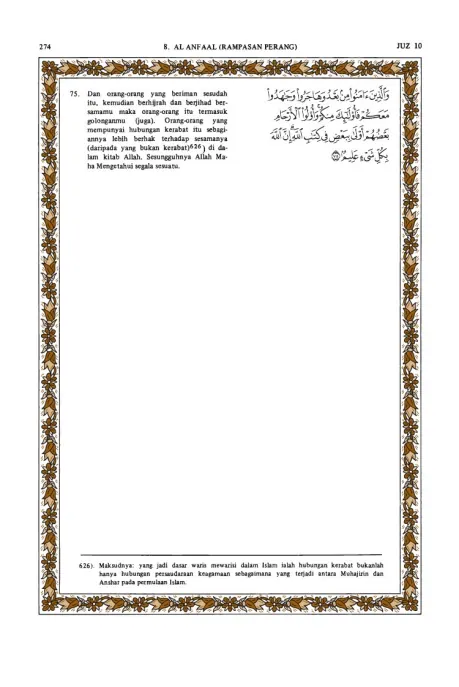 274
8. AL ANFAAL (RAMPASAN PERANG)
JUZ 10
75. Dan orang-orang yang beriman sesudah
itu, kemudian berhijrah dan berjihad ber-
samamu maka orang-orang itu termasuk
golonganmu (juga). Orang-orang yang
mempunyai hubungan kerabat itu sebagi-
annya lebih berhak terhadap sesamanya
(daripada yang bukan kerabat)626) di da-
lam kitab Allah. Sesungguhnya Allah Ma-
ha Mengetahui segala sesuatu.
وَالَّذِينَ ءَامَنُوا مِنْ بَعْدُ وَهَاجَرُوا وَجَهَدُوا
مَعَكُمْ فَأُولَٰئِكَ مِنكُمْ وَأُولُوا الْأَرْحَامِ
بَعْضُهُمْ أَوْلَىٰ بِبَعْضٍ فِي كِتَٰبِ اللَّهِ إِنَّ اللَّهَ
بِكُلِّ شَيْءٍ عَلِيمٌ ۝٧٥
626). Maksudnya: yang jadi dasar waris mewarisi dalam Islam ialah hubungan kerabat bukanlah
hanya hubungan persaudaraan keagamaan sebagaimana yang terjadi antara Muhajirin dan
Anshar pada permulaan Islam.